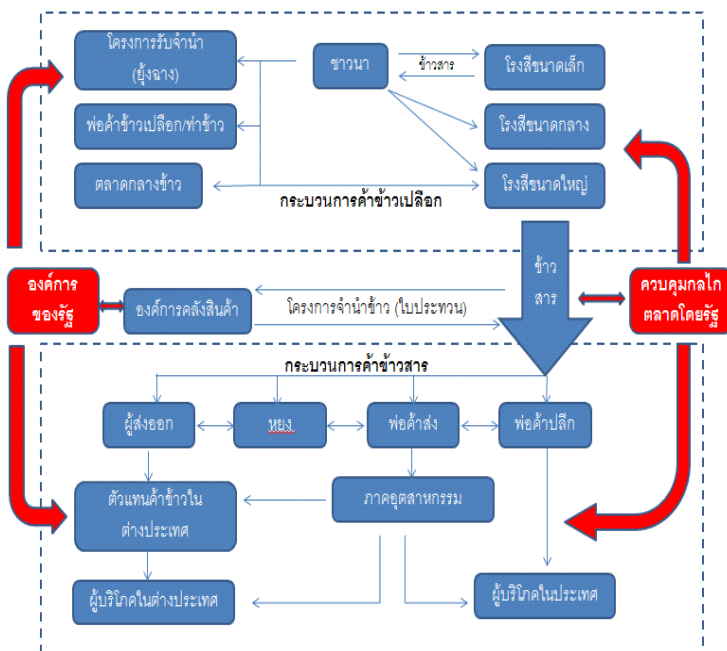 โครงการรับจำนำ
(ยุ้งฉาง)
ชาวนา
ข้าวสาร
โรงสีขนาดเล็ก
พ่อค้าข้าวเปลือก/ท่าข้าว
โรงสีขนาดกลาง
ตลาดกลางข้าว
โรงสีขนาดใหญ่
กระบวนการค้าข้าวเปลือก
ข้าว
สาร
องค์การ
ของรัฐ
องค์การคลังสินค้า
โครงการจำนำข้าว (ใบประทวน)
ควบคุมกลไก
ตลาดโดยรัฐ
กระบวนการค้าข้าวสาร
ผู้ส่งออก
หยง
พ่อค้าส่ง
พ่อค้าปลีก
ตัวแทนค้าข้าวใน
ต่างประเทศ
ภาคอุตสาหกรรม
ผู้บริโภคในต่างประเทศ
ผู้บริโภคในประเทศ